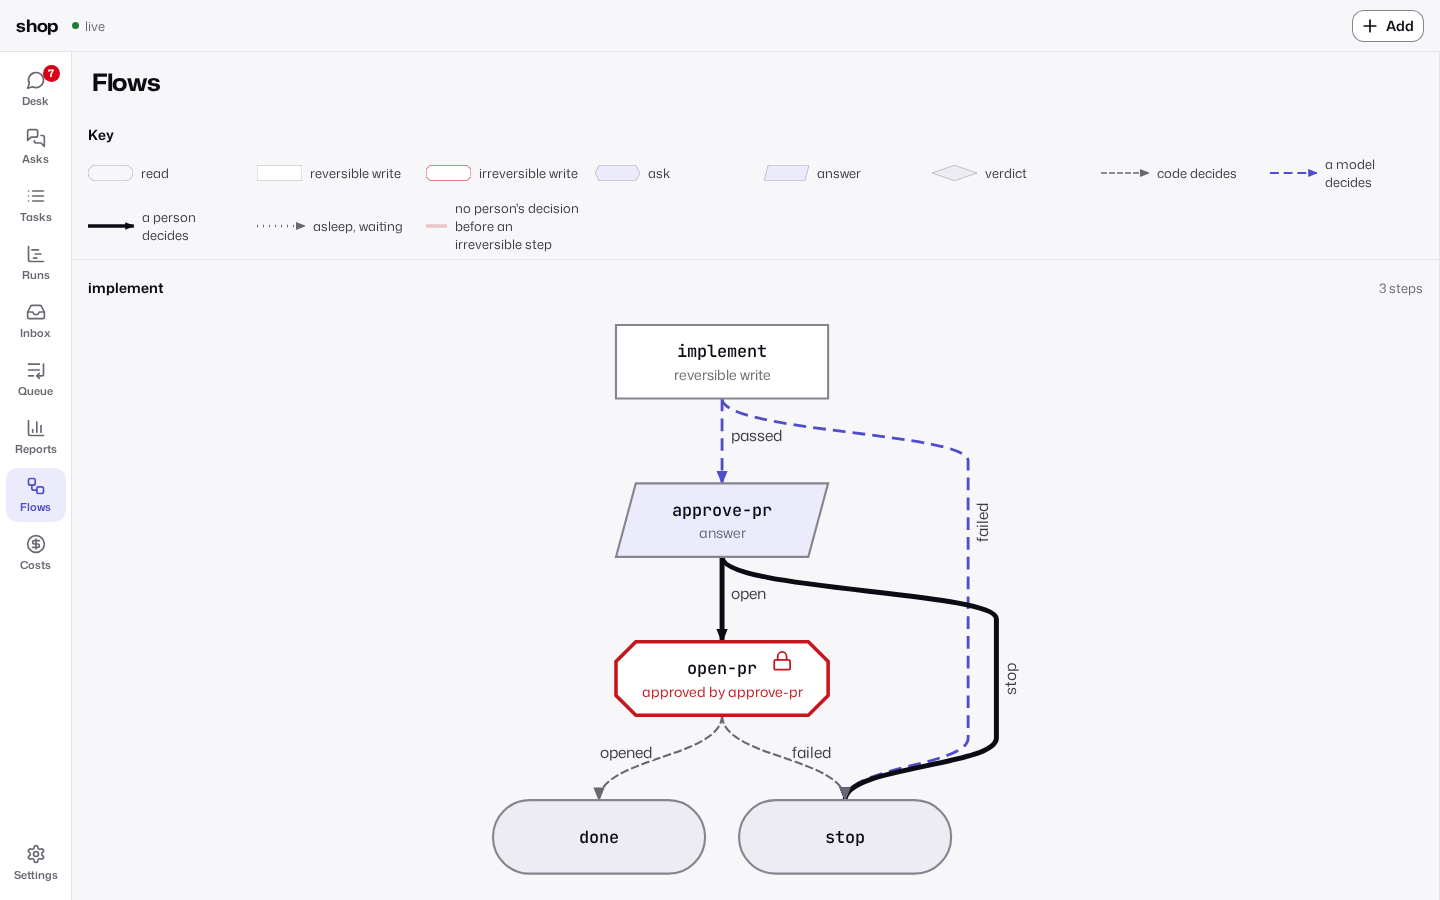 shop
live
Add
7
Desk
Asks
Tasks
Runs
Inbox
Queue
Reports
Flows
Costs
Settings
Flows
Key
read
reversible write
irreversible write
ask
answer
verdict
code decides
a model
decides
a person
decides
asleep, waiting
no person's decision
before an
irreversible step
implement
3 steps
implement
reversible write
passed
failed
approve-pr
answer
open
stop
open-pr
approved by approve-pr
opened
failed
done
stop